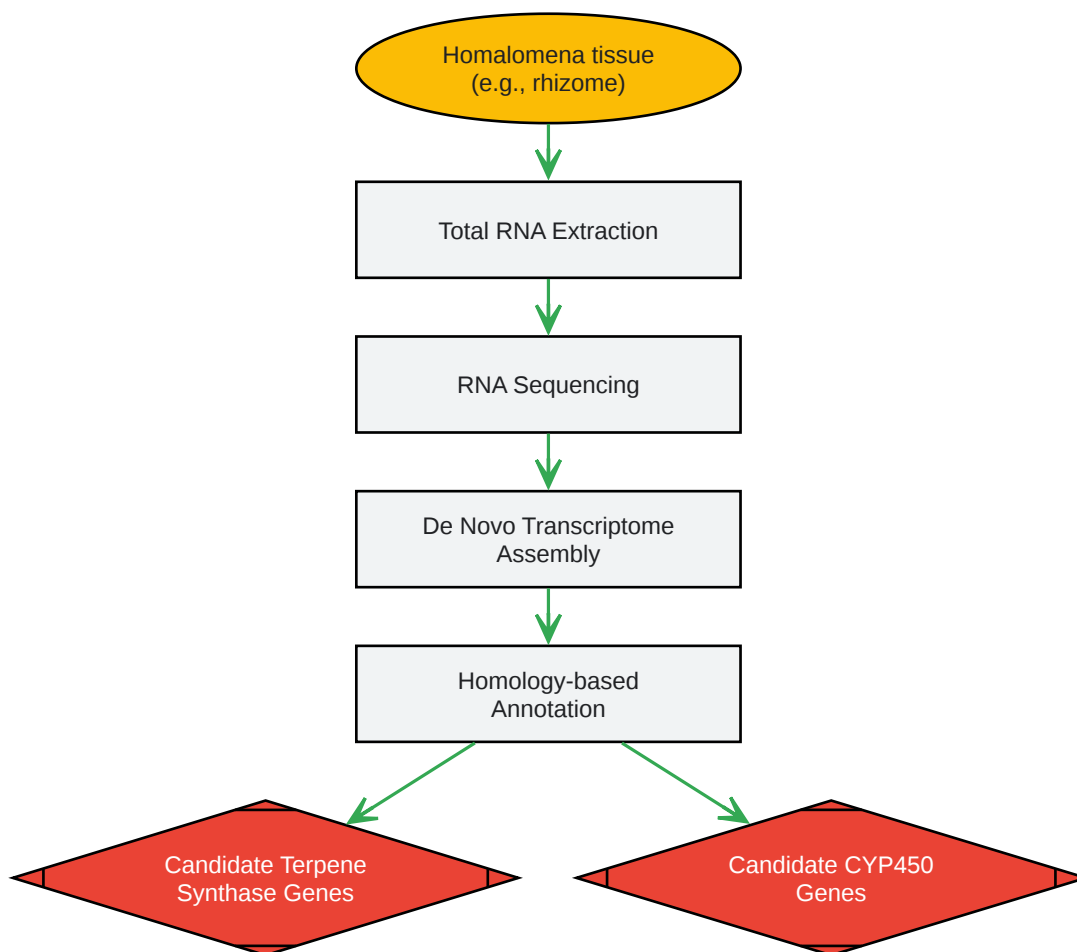 Homalomena tissue
(e.g., rhizome)
Total RNA Extraction
RNA Sequencing
De Novo Transcriptome
Assembly
Homology-based
Annotation
Candidate Terpene
Synthase Genes
Candidate CYP450
Genes